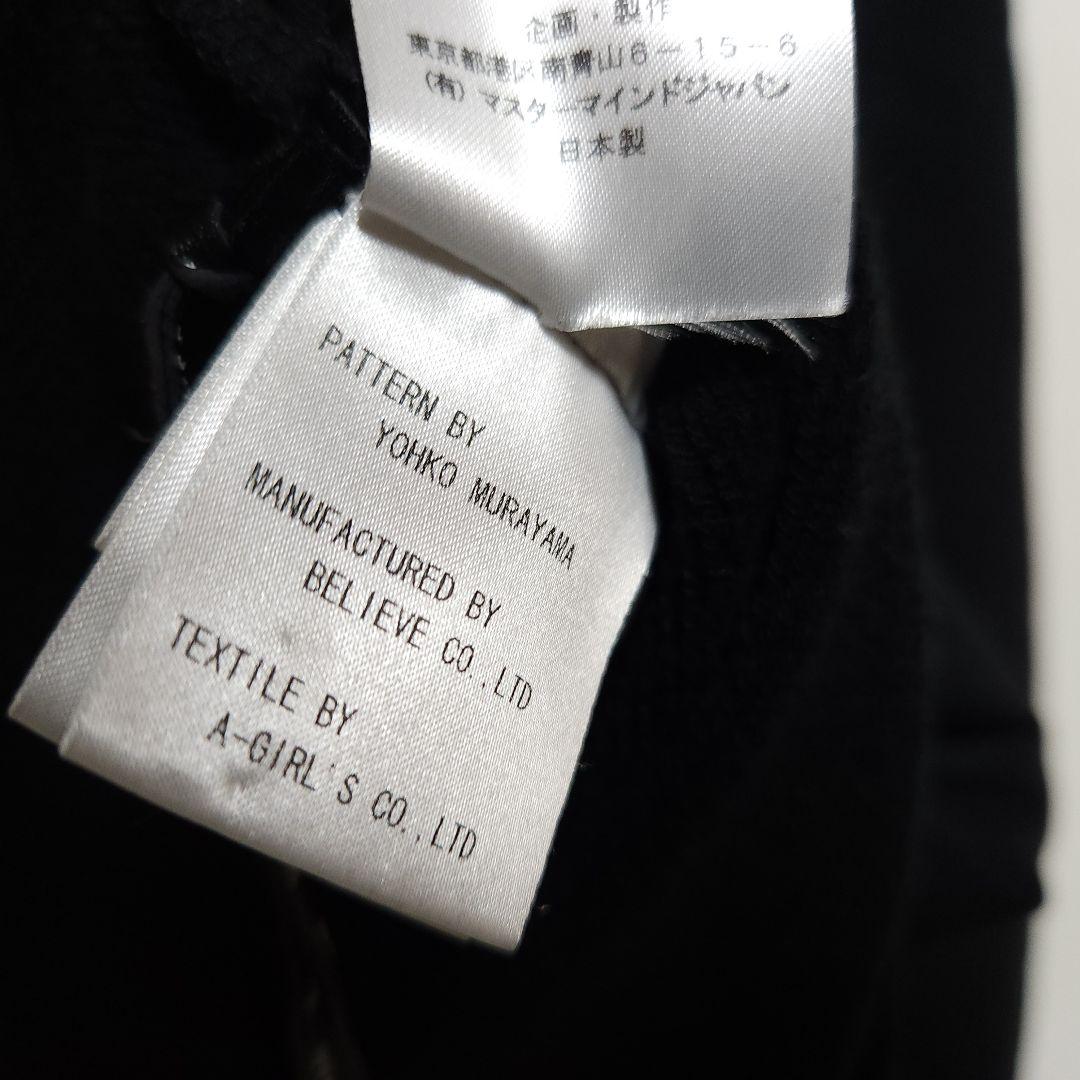 企画・製作
東京都港区南青山6-15-6
(有)マスターマインドジャパン
日本製
PATTERN BY
YOHKO MURAYAMA
MANUFACTURED BY
BELIEVE CO.,LTD
TEXTILE BY
A-GIRL'S CO.,LTD